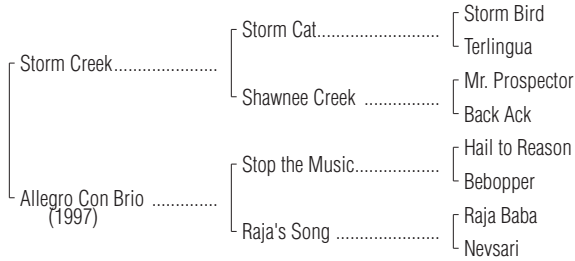 Storm Bird
Storm Cat
Terlingua
Storm Creek
Mr. Prospector
Shawnee Creek
Back Ack
Hail to Reason
Stop the Music
Bebopper
Allegro Con Brio
(1997)
Raja Baba
Raja's Song
Nevsari